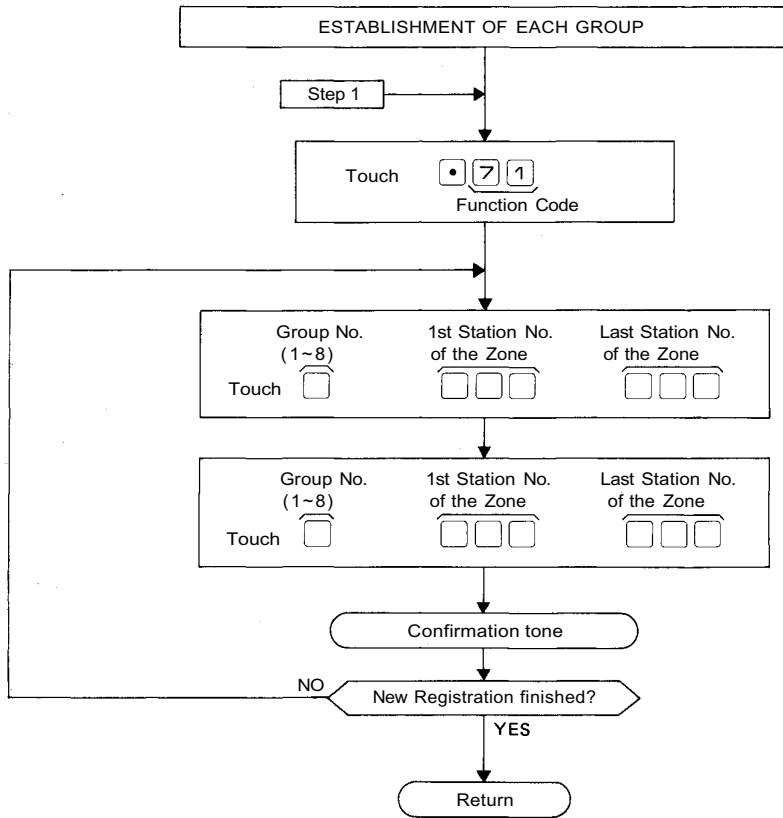 ESTABLISHMENT OF EACH GROUP
Step 1
Touch • 7 1
Function Code
Group No. 1st Station No. Last Station No.
(1~8) of the Zone of the Zone
Touch
Group No. 1st Station No. Last Station No.
(1~8) of the Zone of the Zone
Touch
Confirmation tone
NO New Registration finished?
YES
Return